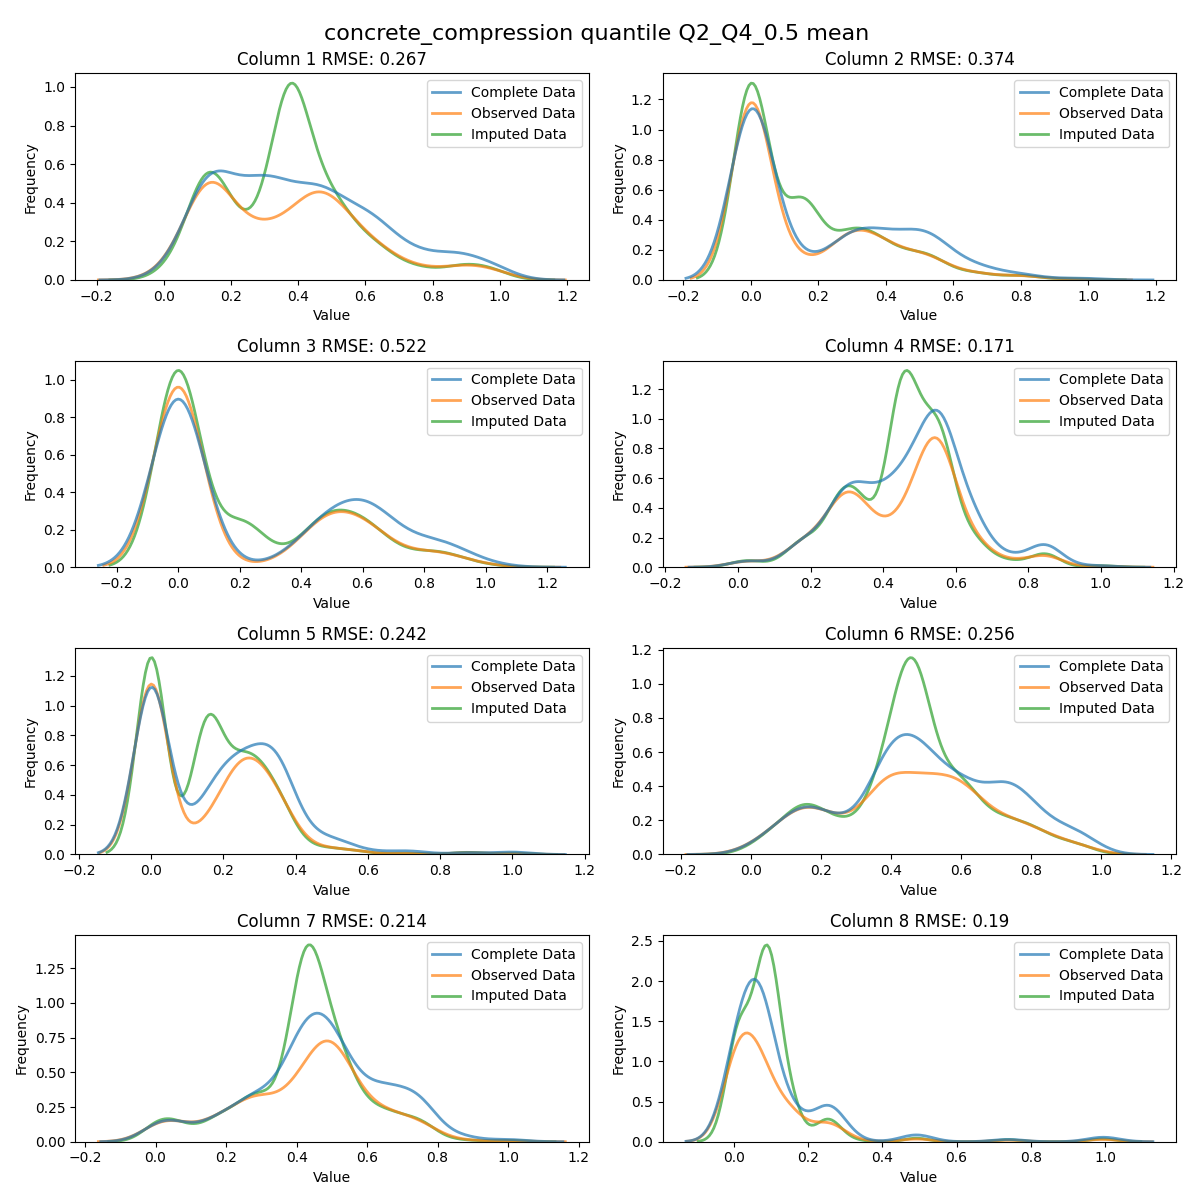 concrete_compression quantile Q2_Q4_0.5 mean
Column 1 RMSE: 0.267
1.0
0.8
0.6
0.4
0.2
0.0
Frequency
Complete Data
Observed Data
Imputed Data
−0.2 0.0 0.2 0.4 0.6 0.8 1.0 1.2
Value
Column 2 RMSE: 0.374
1.2
1.0
0.8
0.6
0.4
0.2
0.0
Frequency
Complete Data
Observed Data
Imputed Data
−0.2 0.0 0.2 0.4 0.6 0.8 1.0 1.2
Value
Column 3 RMSE: 0.522
1.0
0.8
0.6
0.4
0.2
0.0
Frequency
Complete Data
Observed Data
Imputed Data
−0.2 0.0 0.2 0.4 0.6 0.8 1.0 1.2
Value
Column 4 RMSE: 0.171
1.2
1.0
0.8
0.6
0.4
0.2
0.0
Frequency
Complete Data
Observed Data
Imputed Data
−0.2 0.0 0.2 0.4 0.6 0.8 1.0 1.2
Value
Column 5 RMSE: 0.242
1.2
1.0
0.8
0.6
0.4
0.2
0.0
Frequency
Complete Data
Observed Data
Imputed Data
−0.2 0.0 0.2 0.4 0.6 0.8 1.0 1.2
Value
Column 6 RMSE: 0.256
1.2
1.0
0.8
0.6
0.4
0.2
0.0
Frequency
Complete Data
Observed Data
Imputed Data
−0.2 0.0 0.2 0.4 0.6 0.8 1.0 1.2
Value
Column 7 RMSE: 0.214
1.25
1.00
0.75
0.50
0.25
0.00
Frequency
Complete Data
Observed Data
Imputed Data
−0.2 0.0 0.2 0.4 0.6 0.8 1.0 1.2
Value
Column 8 RMSE: 0.19
2.5
2.0
1.5
1.0
0.5
0.0
Frequency
Complete Data
Observed Data
Imputed Data
0.0 0.2 0.4 0.6 0.8 1.0
Value